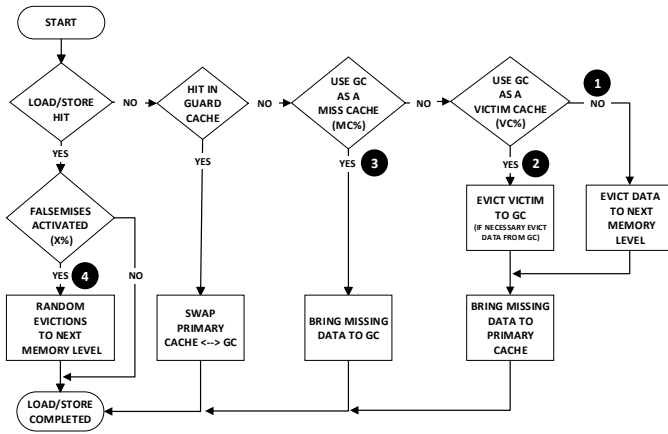 START
LOAD/STORE
HIT
NO
HIT IN
GUARD
CACHE
NO
USE GC
AS A
MISS CACHE
(MC%)
NO
USE GC
AS A
VICTIM CACHE
(VC%)
1
NO
YES
YES
YES
3
YES
2
FALSEMISES
ACTIVATED
(X%)
EVICT VICTIM
TO GC
(IF NECESSARY EVICT
DATA FROM GC)
EVICT DATA
TO NEXT
MEMORY
LEVEL
YES
4
NO
RANDOM
EVICTIONS
TO NEXT
MEMORY LEVEL
SWAP
PRIMARY
CACHE <--> GC
BRING MISSING
DATA TO GC
BRING MISSING
DATA TO
PRIMARY
CACHE
LOAD/STORE
COMPLETED